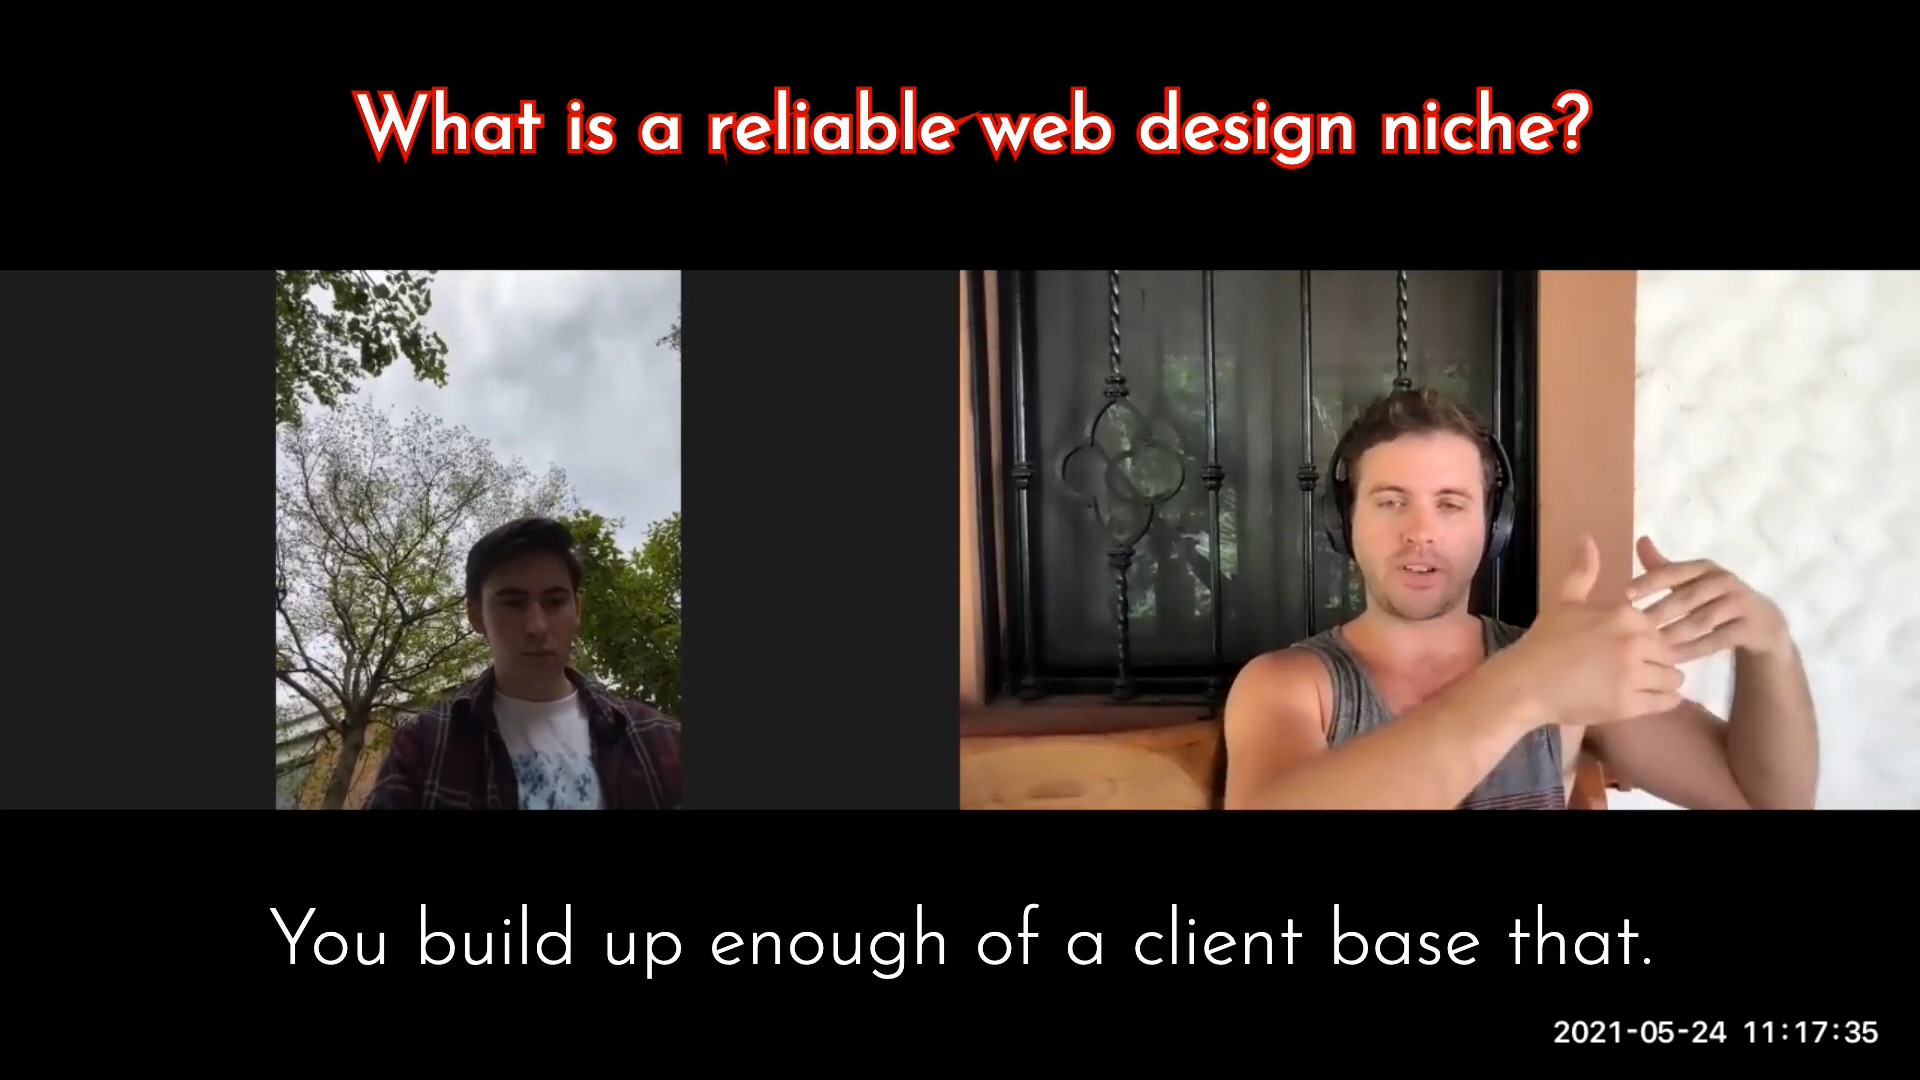 What is a reliable web design niche?
You build up enough of a client base that.
2021-05-24 11:17:35